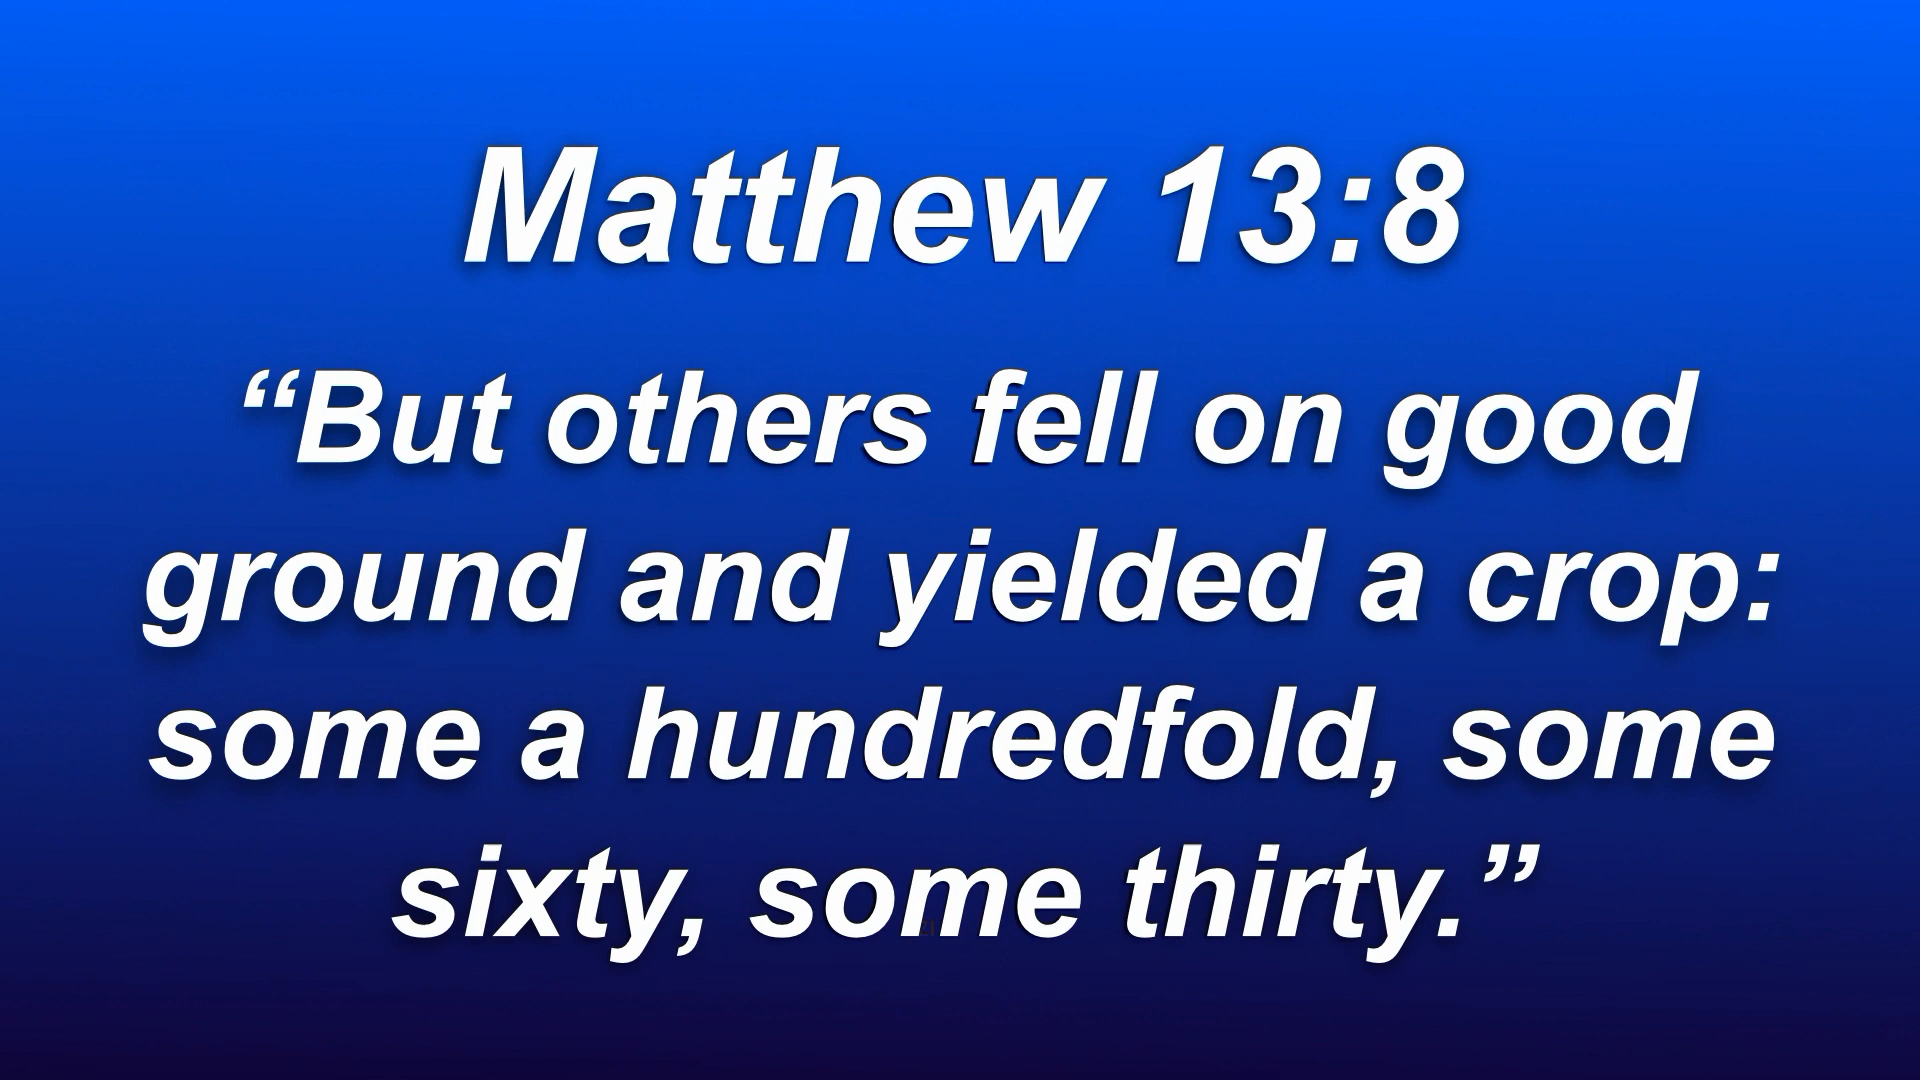 Matthew 13:8
“But others fell on good
ground and yielded a crop:
some a hundredfold, some
sixty, some thirty.”